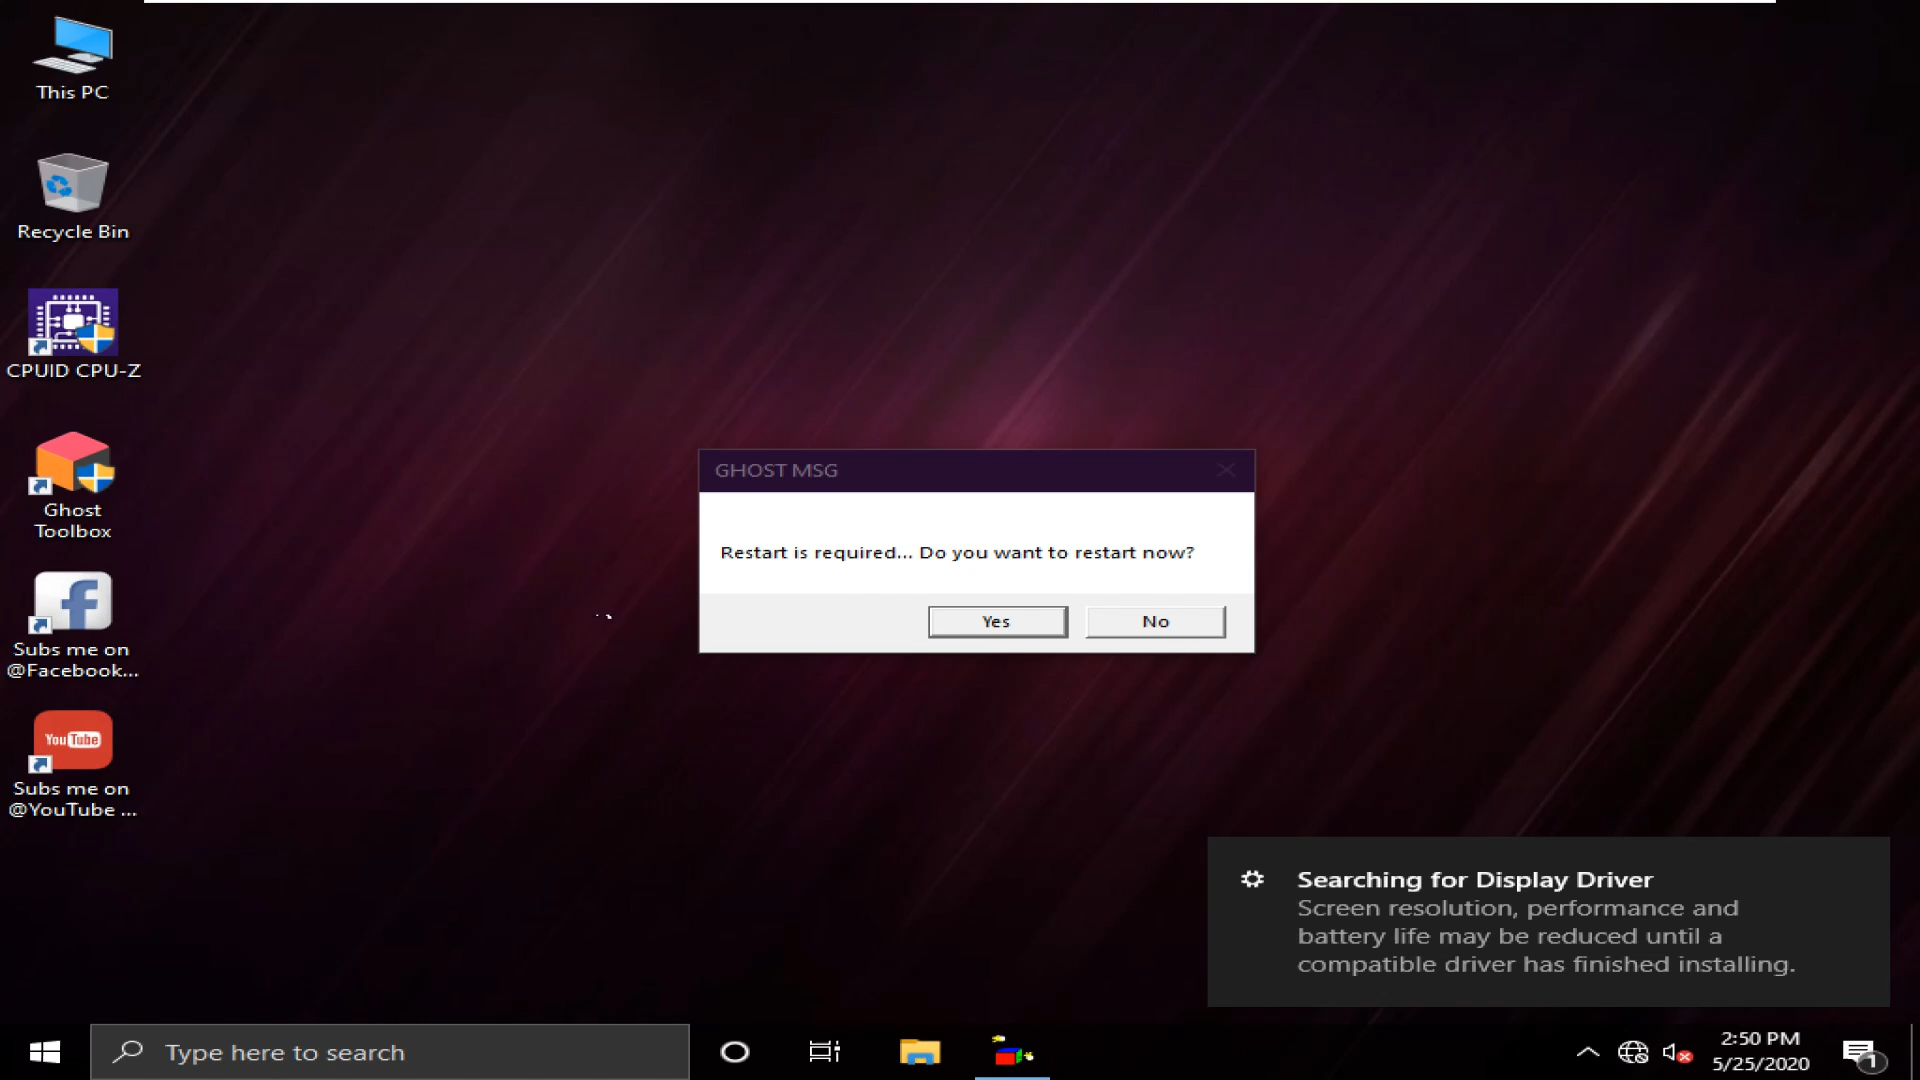 This PC
Recycle Bin
CPUID CPU-Z
Ghost
Toolbox
Subs me on
@Facebook...
YouTube
Subs me on
@YouTube ...
GHOST MSG
Restart is required... Do you want to restart now?
Yes
No
Searching for Display Driver
Screen resolution, performance and
battery life may be reduced until a
compatible driver has finished installing.
Type here to search
2:50 PM
5/25/2020
1